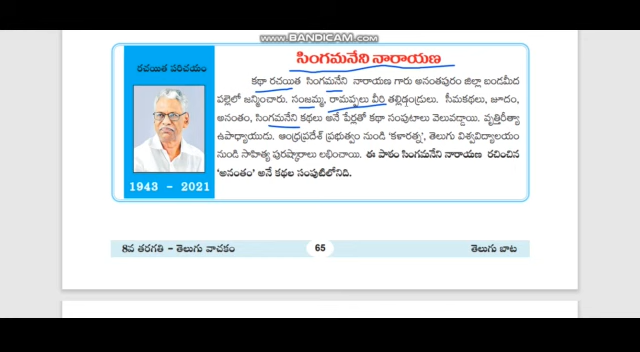 www.BANDICAM.com
సింగమనేని నారాయణ
రచయిత పరిచయం
కథా రచయిత సింగమనేని నారాయణ గారు అనంతపురం జిల్లా బండమీద
పల్లెలో జన్మించారు. సంజమ్మ, రామప్పలు వీరి తల్లిదండ్రులు. సీమకథలు, జూదం,
అనంతం, సింగమనేని కథలు అనే పేర్లతో కథా సంపుటాలు వెలువడ్డాయి. వృత్తిరీత్యా
ఉపాధ్యాయుడు. ఆంధ్రప్రదేశ్ ప్రభుత్వం నుండి ‘కళారత్న’, తెలుగు విశ్వవిద్యాలయం
నుండి సాహిత్య పురస్కారాలు లభించాయి. ఈ పాఠం సింగమనేని నారాయణ రచించిన
‘అనంతం’ అనే కథల సంపుటిలోనిది.
1943 - 2021
8వ తరగతి - తెలుగు వాచకం
65
తెలుగు బాట